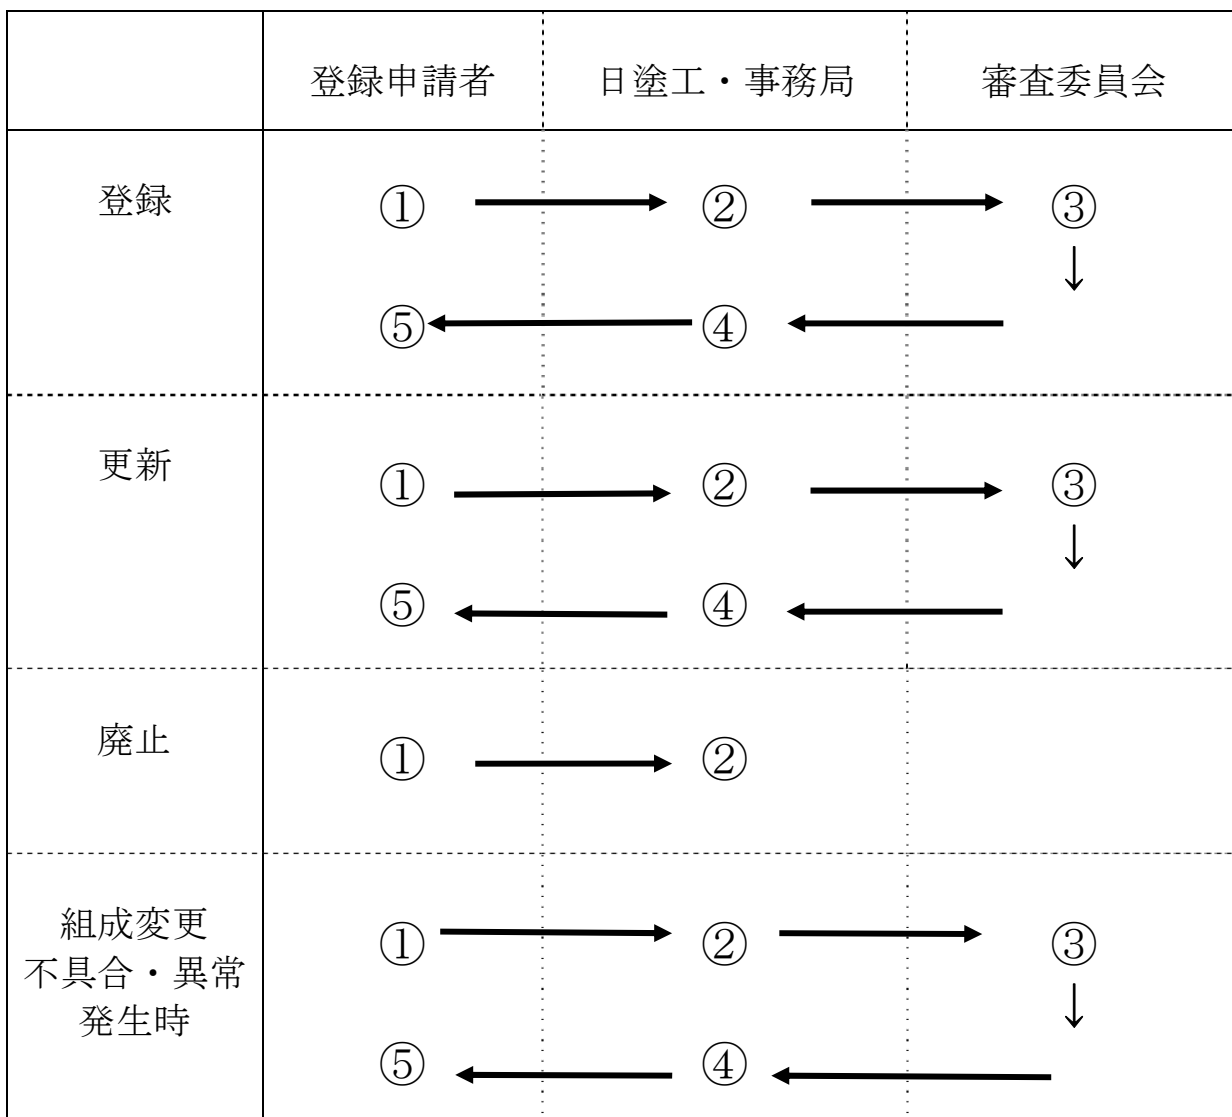 登録申請者 日塗工・事務局 審査委員会
登録
① ② ③
↓
⑤ ④
更新
① ② ③
↓
⑤ ④
廃止
① ②
組成変更
不具合・異常
発生時
① ② ③
↓
⑤ ④